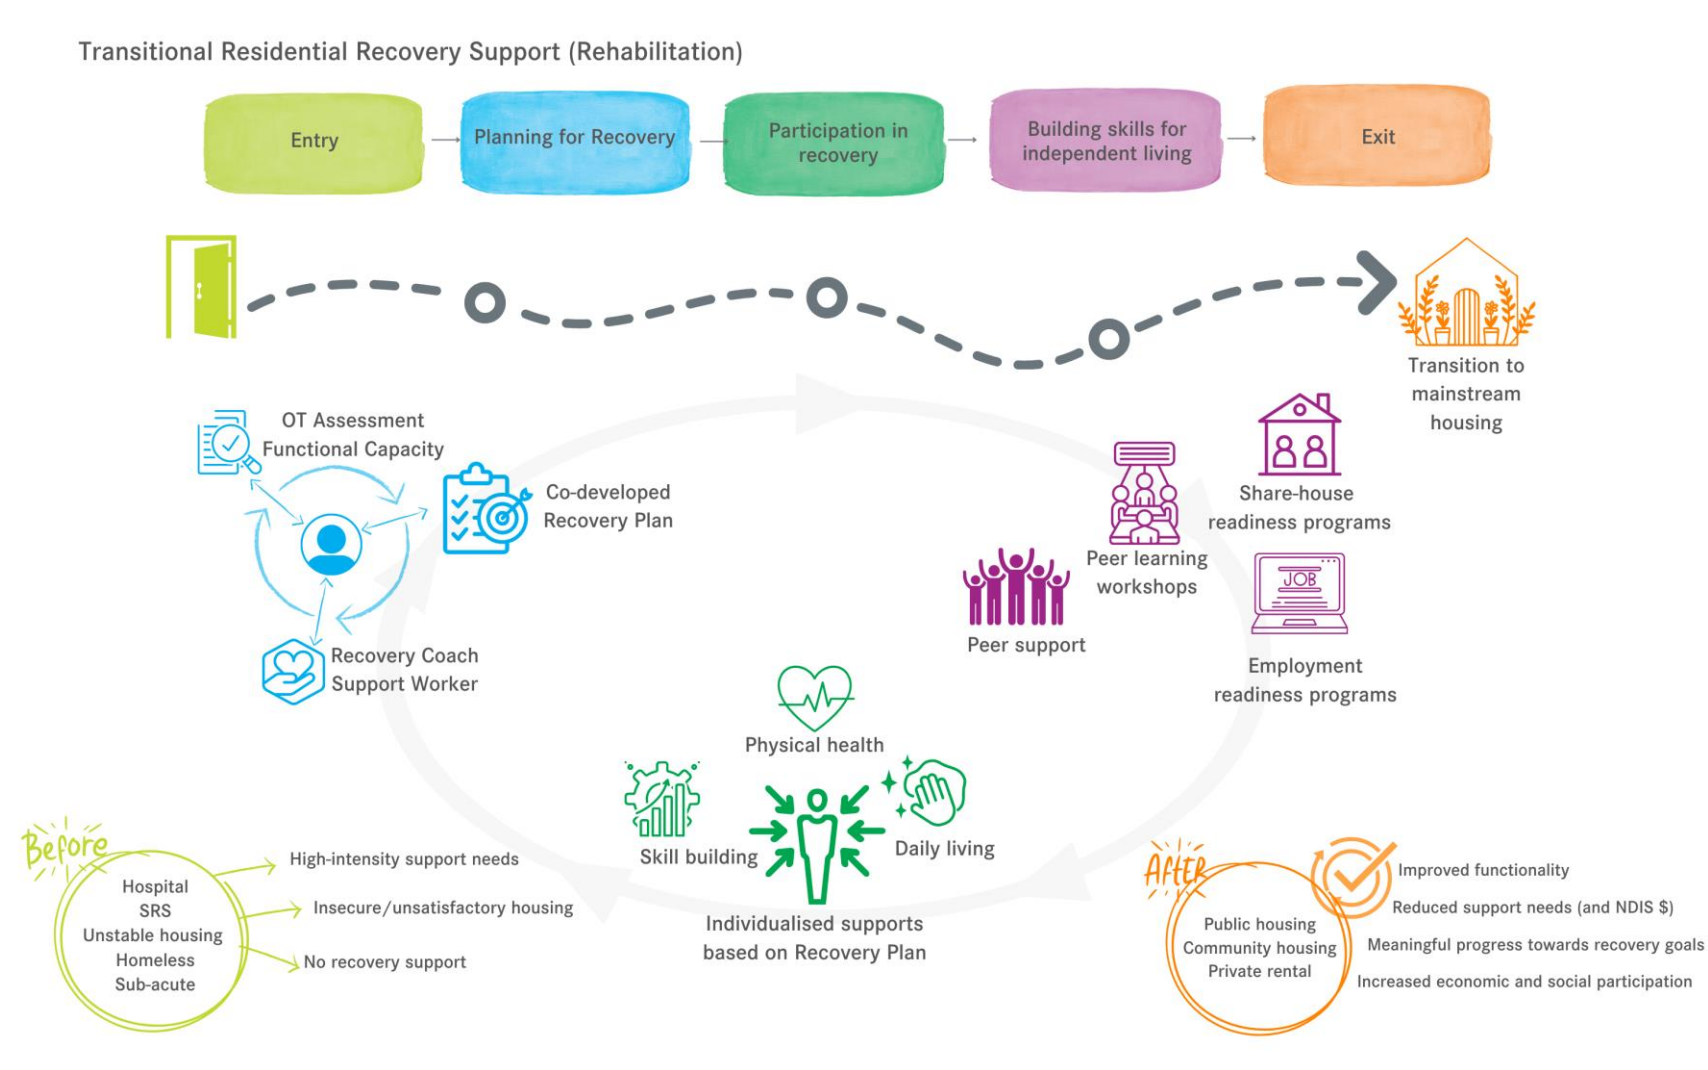 Transitional Residential Recovery Support (Rehabilitation)
Entry
Planning for Recovery
Participation in
recovery
Building skills for
independent living
Exit
Transition to
mainstream
housing
OT Assessment
Functional Capacity
Co-developed
Recovery Plan
Recovery Coach
Support Worker
Share-house
readiness programs
Peer learning
workshops
JOB
Peer support
Employment
readiness programs
Physical health
Skill building
Daily living
Individualised supports
based on Recovery Plan
Before
Hospital
SRS
Unstable housing
Homeless
Sub-acute
High-intensity support needs
Insecure/unsatisfactory housing
No recovery support
AFTER
Public housing
Community housing
Private rental
Improved functionality
Reduced support needs (and NDIS $)
Meaningful progress towards recovery goals
Increased economic and social participation